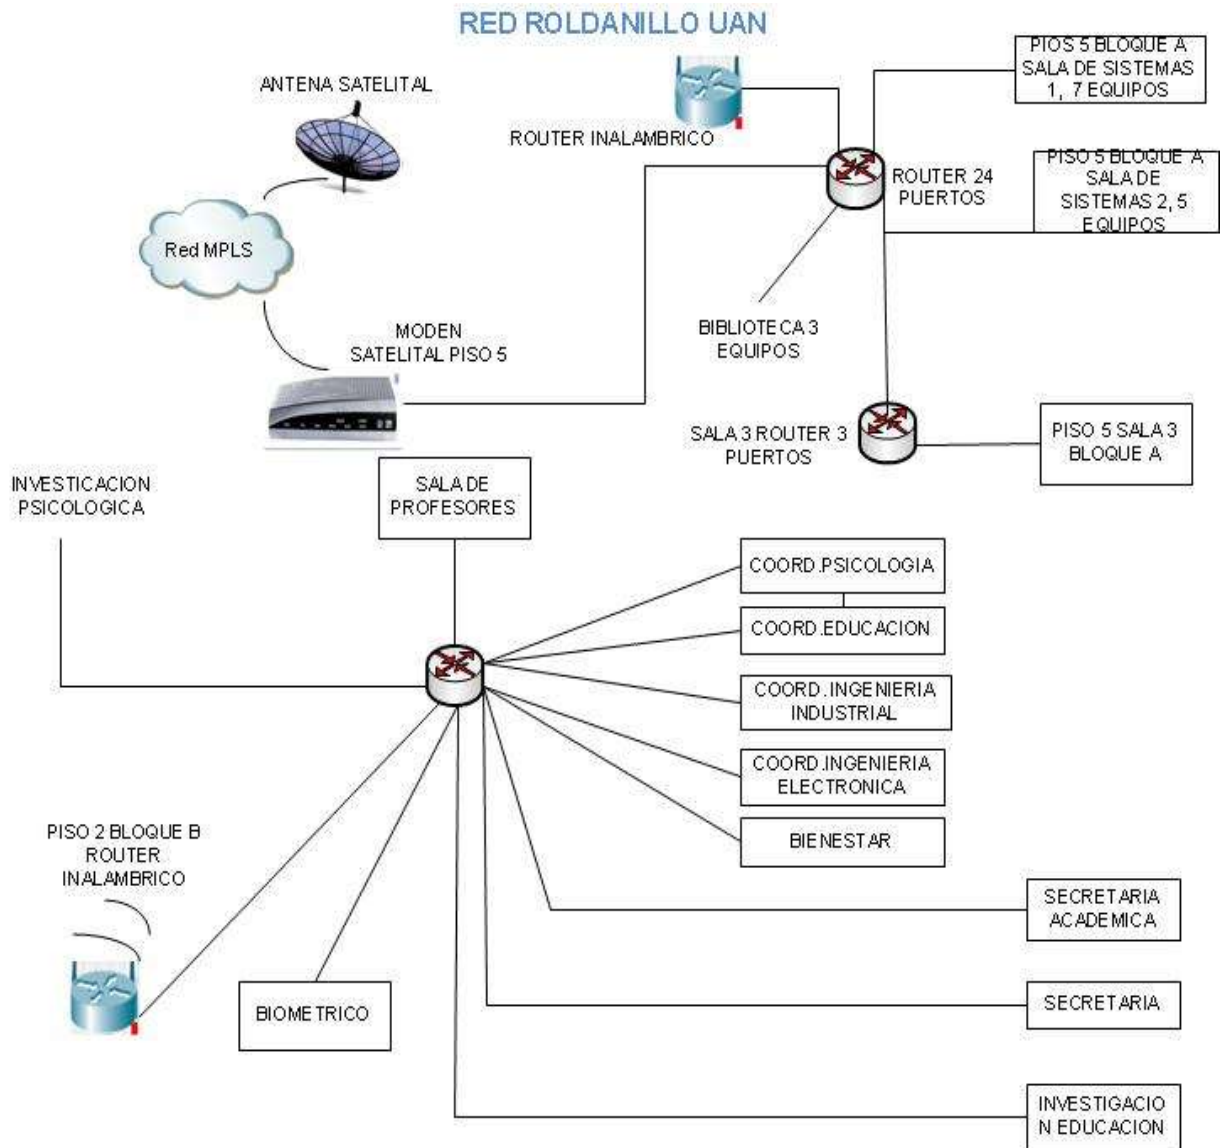 RED ROLDANILLO UAN
ANTENA SATELITAL
ROUTER INALAMBRICO
PIOS 5 BLOQUE A
SALA DE SISTEMAS
1, 7 EQUIPOS
ROUTER 24
PUERTOS
PISO 5 BLOQUE A
SALA DE
SISTEMAS 2, 5
EQUIPOS
Red MPLS
MODEN
SATELITAL PISO 5
BIBLIOTECA 3
EQUIPOS
SALA 3 ROUTER 3
PUERTOS
PISO 5 SALA 3
BLOQUE A
INVESTICACION
PSICOLOGICA
SALA DE
PROFESORES
COORD.PSICOLOGIA
COORD.EDUCACION
COORD.INGENIERIA
INDUSTRIAL
COORD.INGENIERIA
ELECTRONICA
BIENESTAR
PISO 2 BLOQUE B
ROUTER
INALAMBRICO
SECRETARIA
ACADEMICA
BIOMETRICO
SECRETARIA
INVESTIGACIO
N EDUCACION